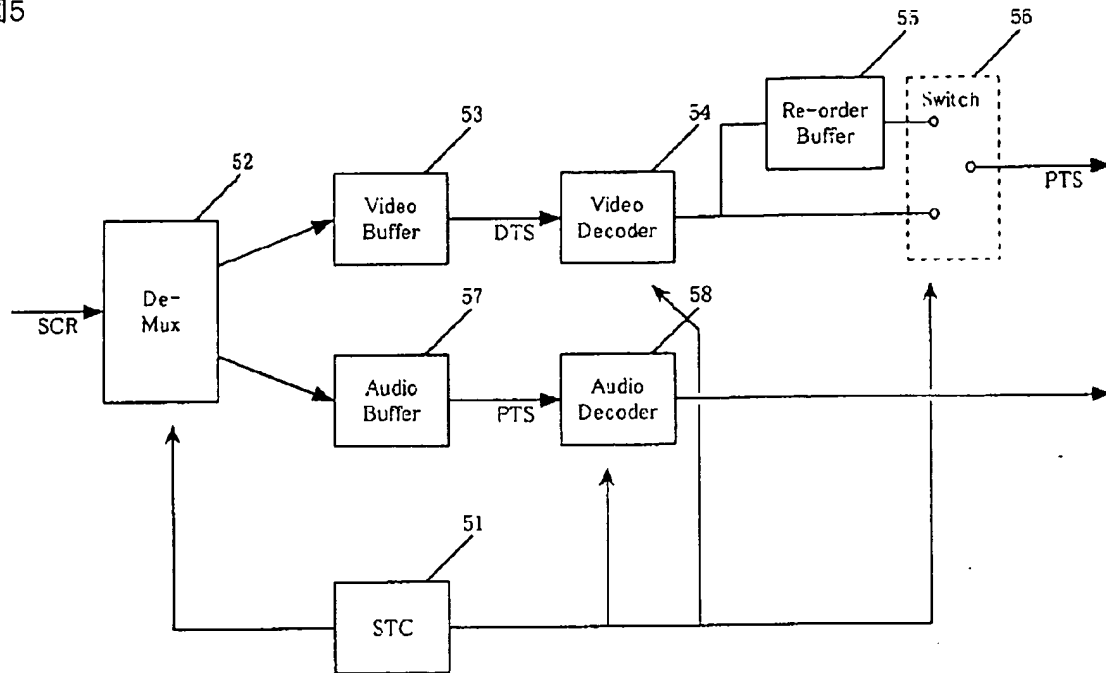 図5
55
56
Re-order
Buffer
Switch
PTS
53
54
52
Video
Buffer
DTS
Video
Decoder
De-
Mux
SCR
57
58
Audio
Buffer
PTS
Audio
Decoder
51
STC